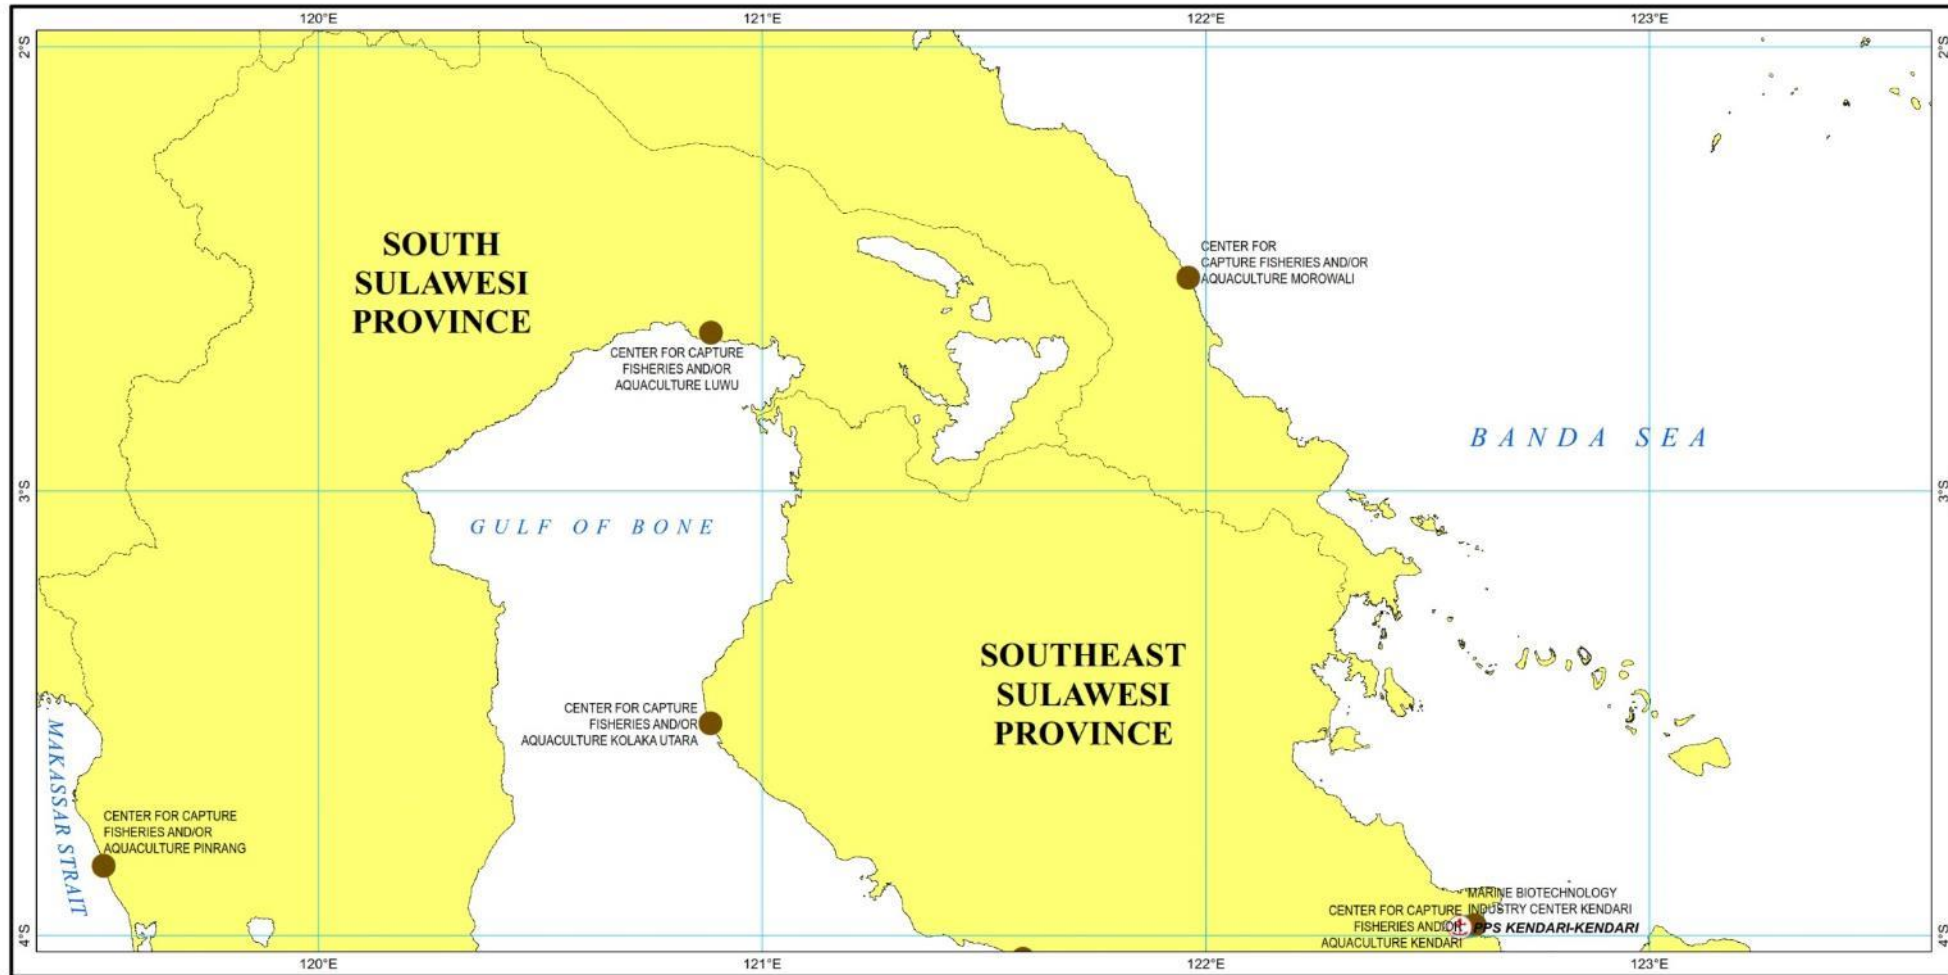 120°E
121°E
122°E
123°E
2°S
2°S
SOUTH
SULAWESI
PROVINCE
CENTER FOR
CAPTURE FISHERIES AND/OR
AQUACULTURE MOROWALI
CENTER FOR CAPTURE
FISHERIES AND/OR
AQUACULTURE LUWU
BANDA SEA
3°S
3°S
GULF OF BONE
SOUTHEAST
SULAWESI
PROVINCE
CENTER FOR CAPTURE
FISHERIES AND/OR
AQUACULTURE KOLAKA UTARA
MAKASSAR STRAIT
CENTER FOR CAPTURE
FISHERIES AND/OR
AQUACULTURE PINRANG
MARINE BIOTECHNOLOGY
INDUSTRY CENTER KENDARI
CENTER FOR CAPTURE
FISHERIES AND/OR
AQUACULTURE KENDARI
PPS KENDARI-KENDARI
4°S
4°S
120°E
121°E
122°E
123°E